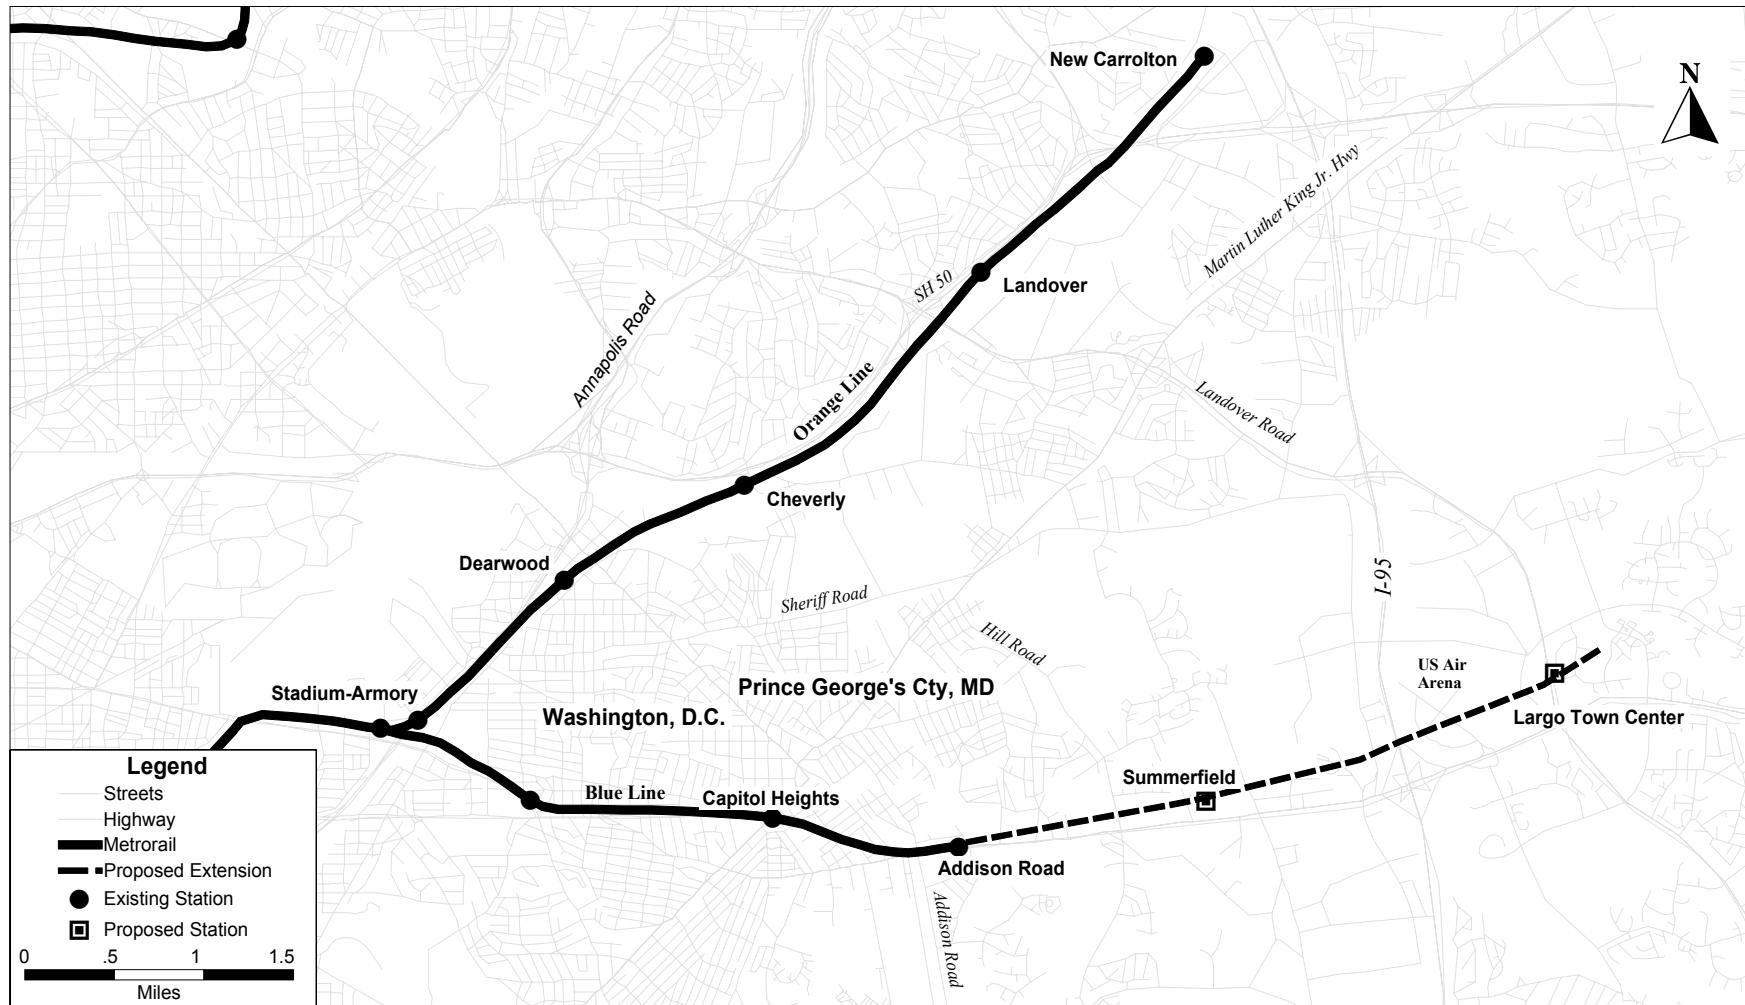 New Carrolton
N
Martin Luther King Jr. Hwy
SH 50
Landover
Annapolis Road
Orange Line
Landover Road
Cheverly
Dearwood
I-95
Sheriff Road
Hill Road
US Air
Arena
Stadium-Armory
Prince George's Cty, MD
Washington, D.C.
Largo Town Center
Summerfield
Blue Line
Capitol Heights
Addison Road
Addison Road
Legend
Streets
Highway
Metrorail
Proposed Extension
Existing Station
Proposed Station
0 .5 1 1.5
Miles